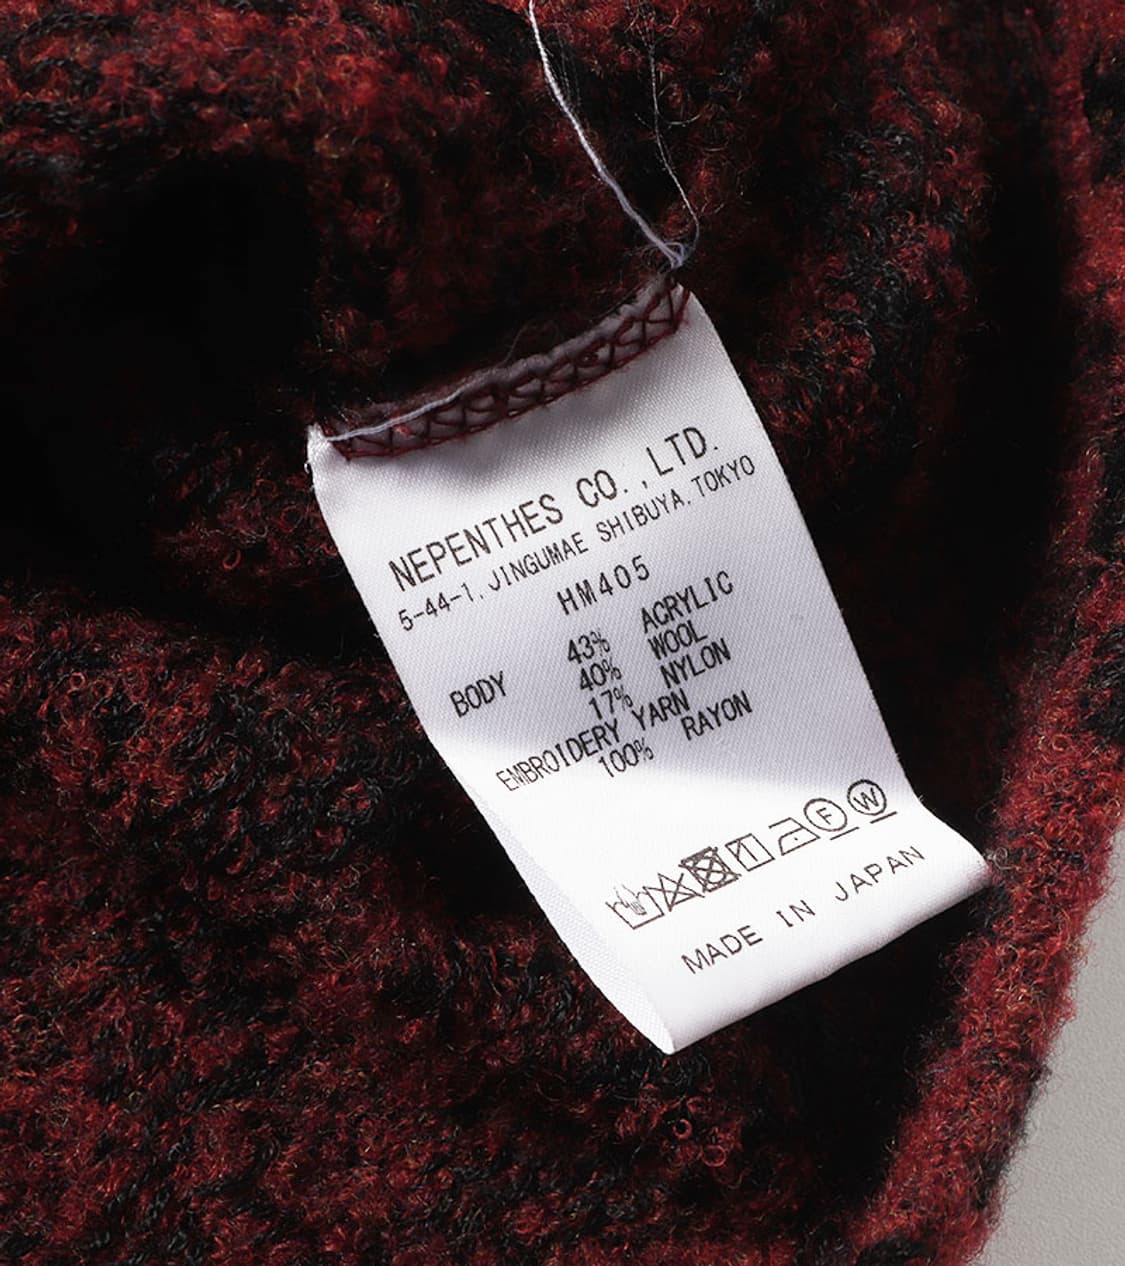 NEPENTHES CO.,LTD.
5-44-1, JINGUMAE SHIBUYA, TOKYO
HM405
BODY 43% ACRYLIC
40% WOOL
17% NYLON
EMBROIDERY YARN
100% RAYON
F W
MADE IN JAPAN